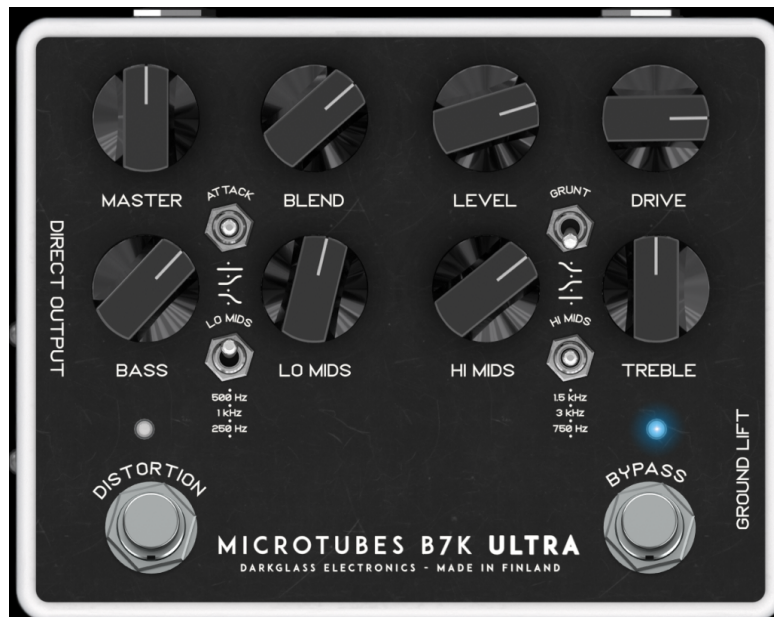 MASTER
ATTACK
BLEND
LEVEL
GRUNT
DRIVE
DIRECT OUTPUT
BASS
LO MIDS
LO MIDS
HI MIDS
HI MIDS
TREBLE
500 Hz
1 kHz
250 Hz
1.5 kHz
3 kHz
750 Hz
DISTORTION
BYPASS
GROUND LIFT
MICROTUBES B7K ULTRA
DARKGLASS ELECTRONICS - MADE IN FINLAND